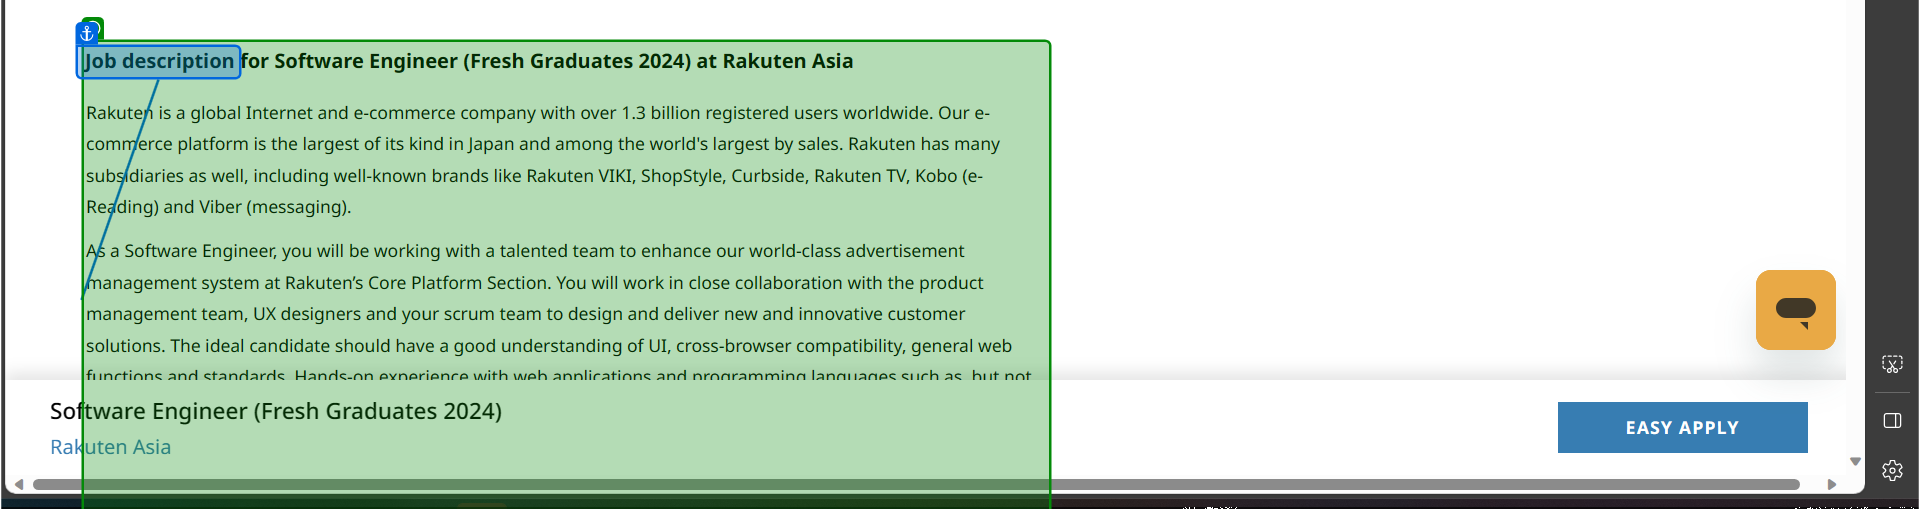 Job description for Software Engineer (Fresh Graduates 2024) at Rakuten Asia
Rakuten is a global Internet and e-commerce company with over 1.3 billion registered users worldwide. Our e-
commerce platform is the largest of its kind in Japan and among the world's largest by sales. Rakuten has many
subsidiaries as well, including well-known brands like Rakuten VIKI, ShopStyle, Curbside, Rakuten TV, Kobo (e-
Reading) and Viber (messaging).
As a Software Engineer, you will be working with a talented team to enhance our world-class advertisement
management system at Rakuten’s Core Platform Section. You will work in close collaboration with the product
management team, UX designers and your scrum team to design and deliver new and innovative customer
solutions. The ideal candidate should have a good understanding of UI, cross-browser compatibility, general web
functions and standards. Hands-on experience with web applications and programming languages such as, but not
Software Engineer (Fresh Graduates 2024)
Rakuten Asia
EASY APPLY